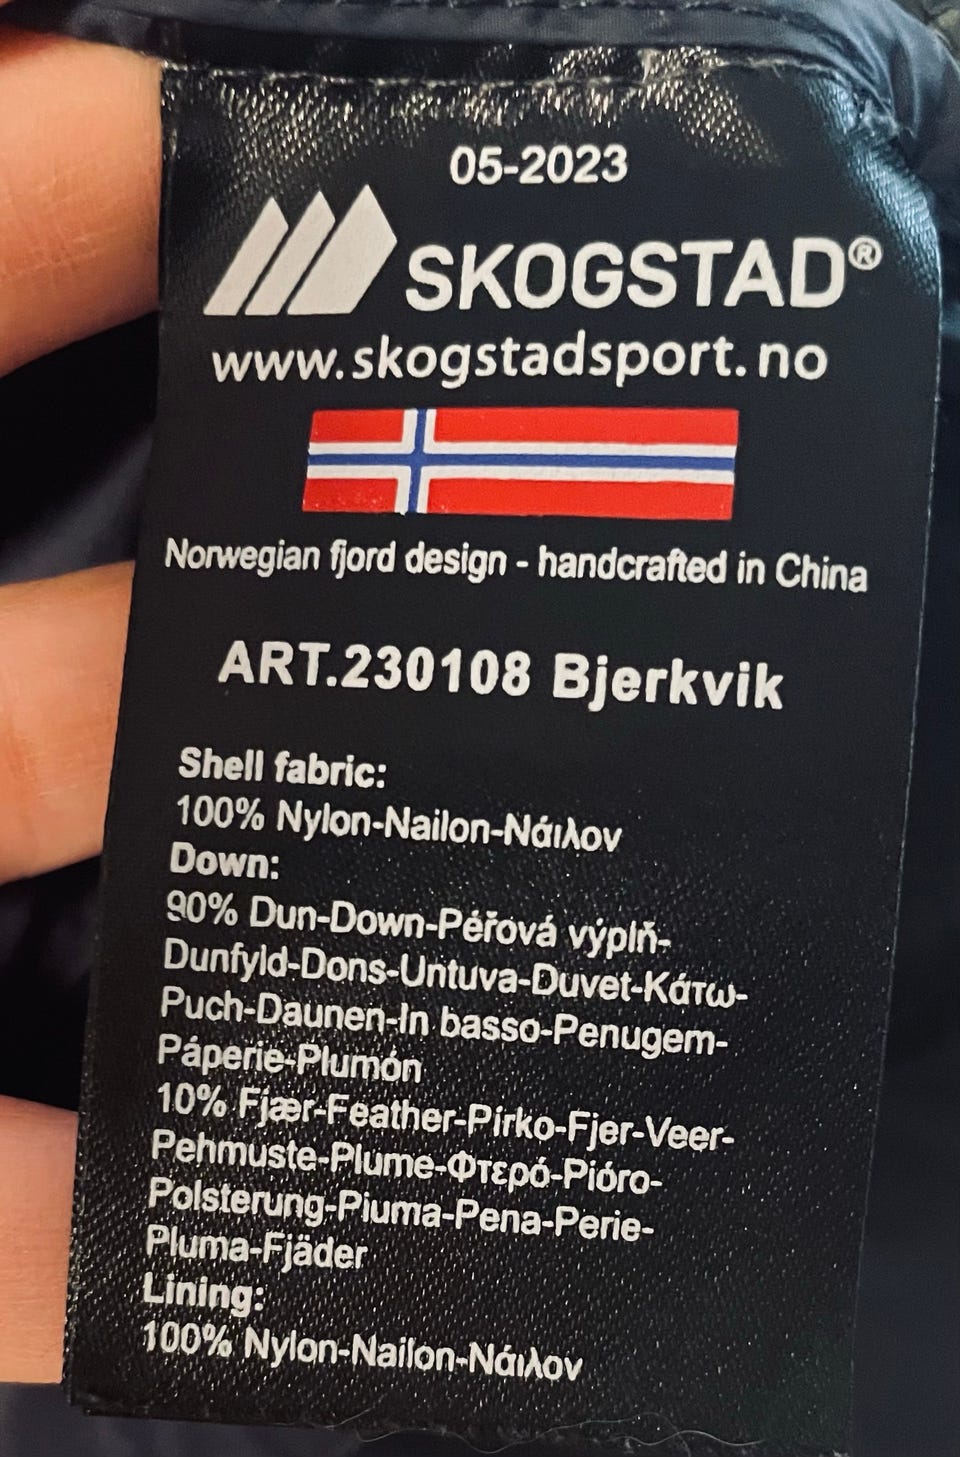 05-2023
SKOGSTAD®
www.skogstadsport.no
Norwegian fjord design - handcrafted in China
ART.230108 Bjerkvik
Shell fabric:
100% Nylon-Nailon-Νάιλον
Down:
90% Dun-Down-Péřová výplň-
Dunfyld-Dons-Untuva-Duvet-Κάτω-
Puch-Daunen-In basso-Penugem-
Páperie-Plumón
10% Fjær-Feather-Pírko-Fjer-Veer-
Pehmuste-Plume-Φτερό-Pióro-
Polsterung-Piuma-Pena-Perie-
Pluma-Fjäder
Lining:
100% Nylon-Nailon-Νάιλον